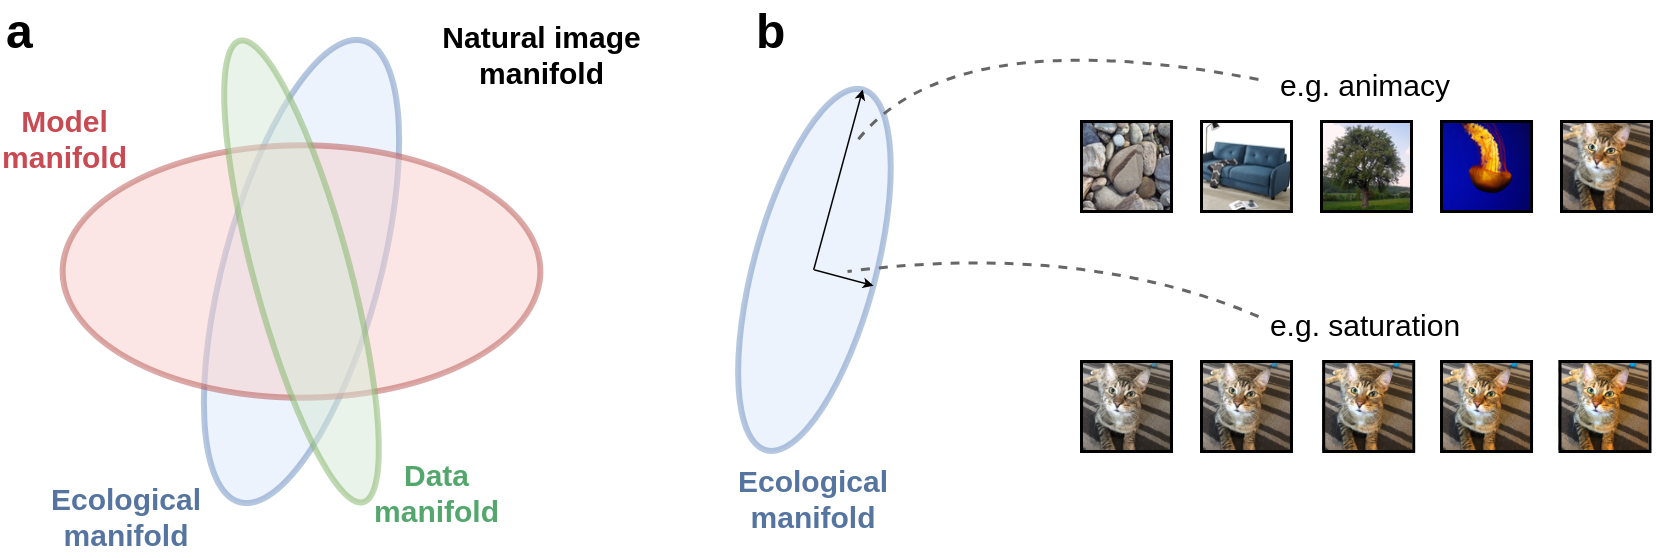 a
Natural image
manifold
Model
manifold
Ecological
manifold
Data
manifold
b
e.g. animacy
e.g. saturation
Ecological
manifold